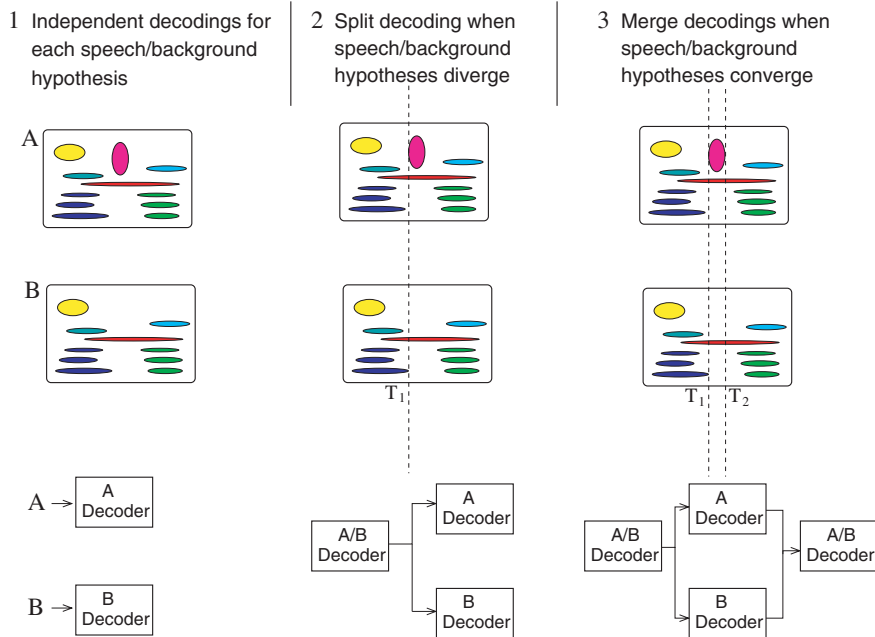 1 Independent decodings for
each speech/background
hypothesis
2 Split decoding when
speech/background
hypotheses diverge
3 Merge decodings when
speech/background
hypotheses converge
A
B
T1
T1 T2
A
A
Decoder
B
B
Decoder
A/B
Decoder
A
Decoder
B
Decoder
A/B
Decoder
A
Decoder
B
Decoder
A/B
Decoder